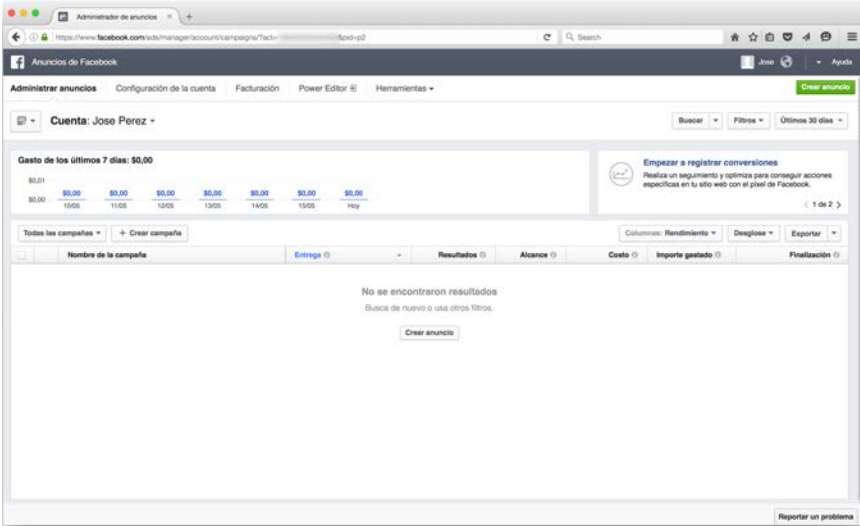 Administrador de anuncios
https://www.facebook.com/ads/manager/account/campaigns/?act= &pid=p2
Search
Anuncios de Facebook
Jose
Ayuda
Administrar anuncios Configuración de la cuenta Facturación Power Editor Herramientas
Crear anuncio
Cuenta: Jose Perez
Buscar Filtros Últimos 30 días
Gasto de los últimos 7 días: $0,00
$0,01
$0,00
$0,00 $0,00 $0,00 $0,00 $0,00 $0,00 $0,00
10/05 11/05 12/05 13/05 14/05 15/05 Hoy
Empezar a registrar conversiones
Realiza un seguimiento y optimiza para conseguir acciones
específicas en tu sitio web con el píxel de Facebook.
1 de 2
Todas las campañas + Crear campaña
Columnas: Rendimiento Desglose Exportar
Nombre de la campaña Entrega Resultados Alcance Costo Importe gastado Finalización
No se encontraron resultados
Busca de nuevo o usa otros filtros.
Crear anuncio
Reportar un problema